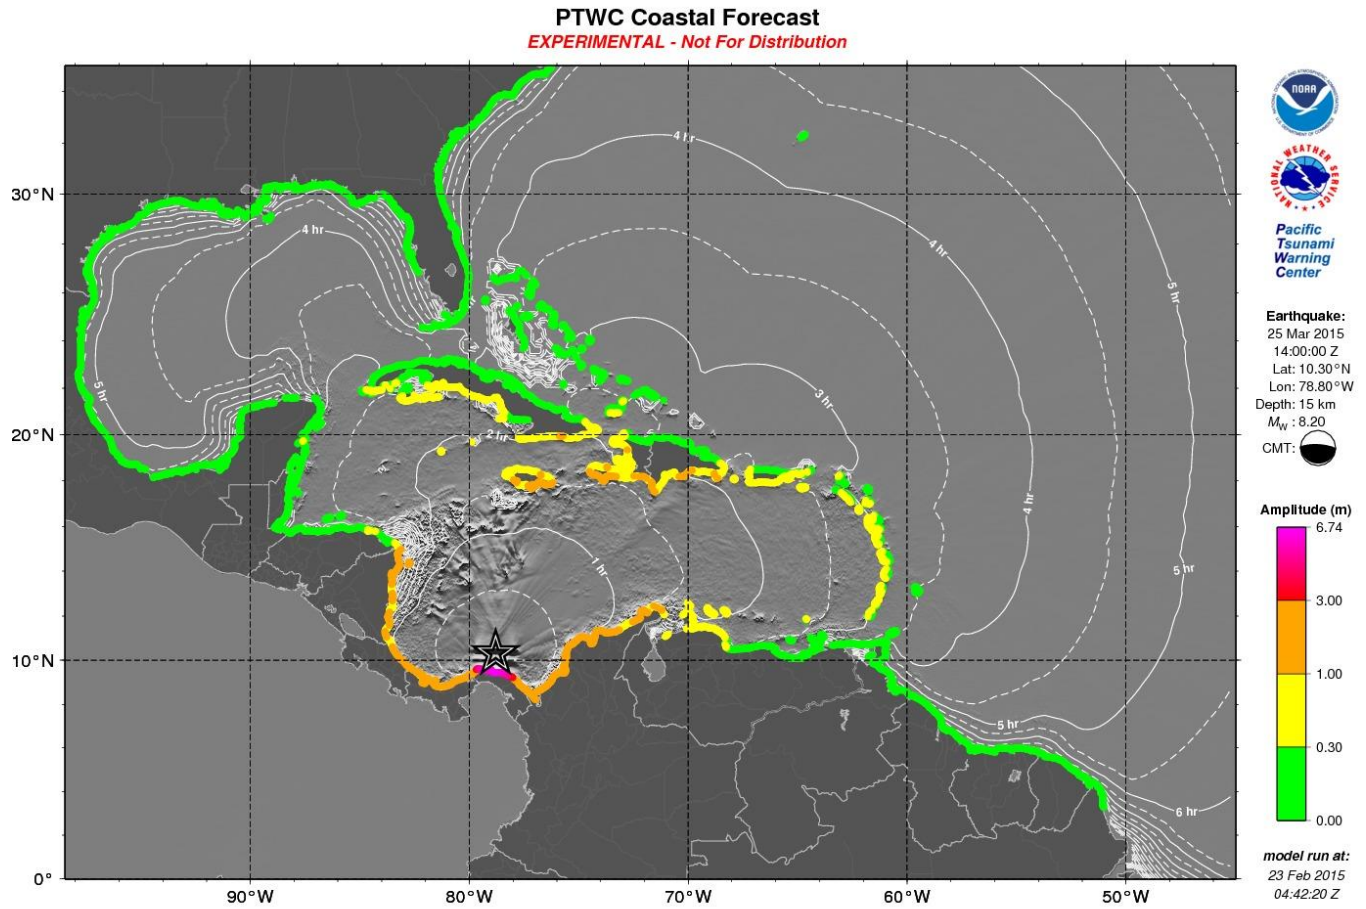 PTWC Coastal Forecast
EXPERIMENTAL - Not For Distribution
30°N
20°N
10°N
0°
90°W
80°W
70°W
60°W
50°W
4 hr
4 hr
4 hr
5 hr
5 hr
3 hr
2 hr
4 hr
1 hr
5 hr
5 hr
6 hr
NOAA
NATIONAL WEATHER SERVICE
Pacific
Tsunami
Warning
Center
Earthquake:
25 Mar 2015
14:00:00 Z
Lat: 10.30°N
Lon: 78.80°W
Depth: 15 km
Mw : 8.20
CMT:
Amplitude (m)
6.74
3.00
1.00
0.30
0.00
model run at:
23 Feb 2015
04:42:20 Z